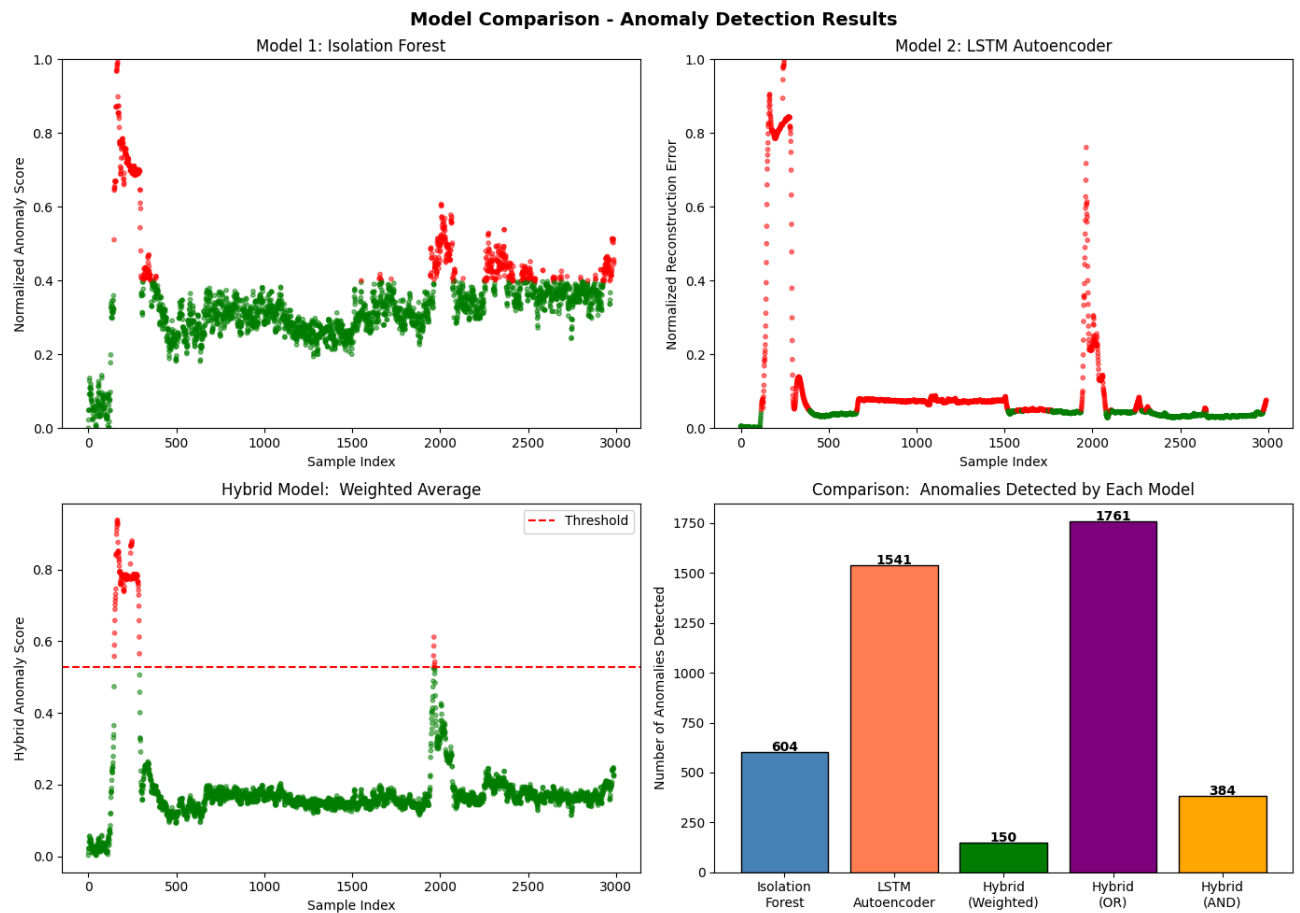 Model Comparison - Anomaly Detection Results
Model 1: Isolation Forest
Normalized Anomaly Score
1.0
0.8
0.6
0.4
0.2
0.0
0 500 1000 1500 2000 2500 3000
Sample Index
Model 2: LSTM Autoencoder
Normalized Reconstruction Error
1.0
0.8
0.6
0.4
0.2
0.0
0 500 1000 1500 2000 2500 3000
Sample Index
Hybrid Model: Weighted Average
Hybrid Anomaly Score
Threshold
0.8
0.6
0.4
0.2
0.0
0 500 1000 1500 2000 2500 3000
Sample Index
Comparison: Anomalies Detected by Each Model
Number of Anomalies Detected
1750
1500
1250
1000
750
500
250
0
604
1541
150
1761
384
Isolation
Forest
LSTM
Autoencoder
Hybrid
(Weighted)
Hybrid
(OR)
Hybrid
(AND)